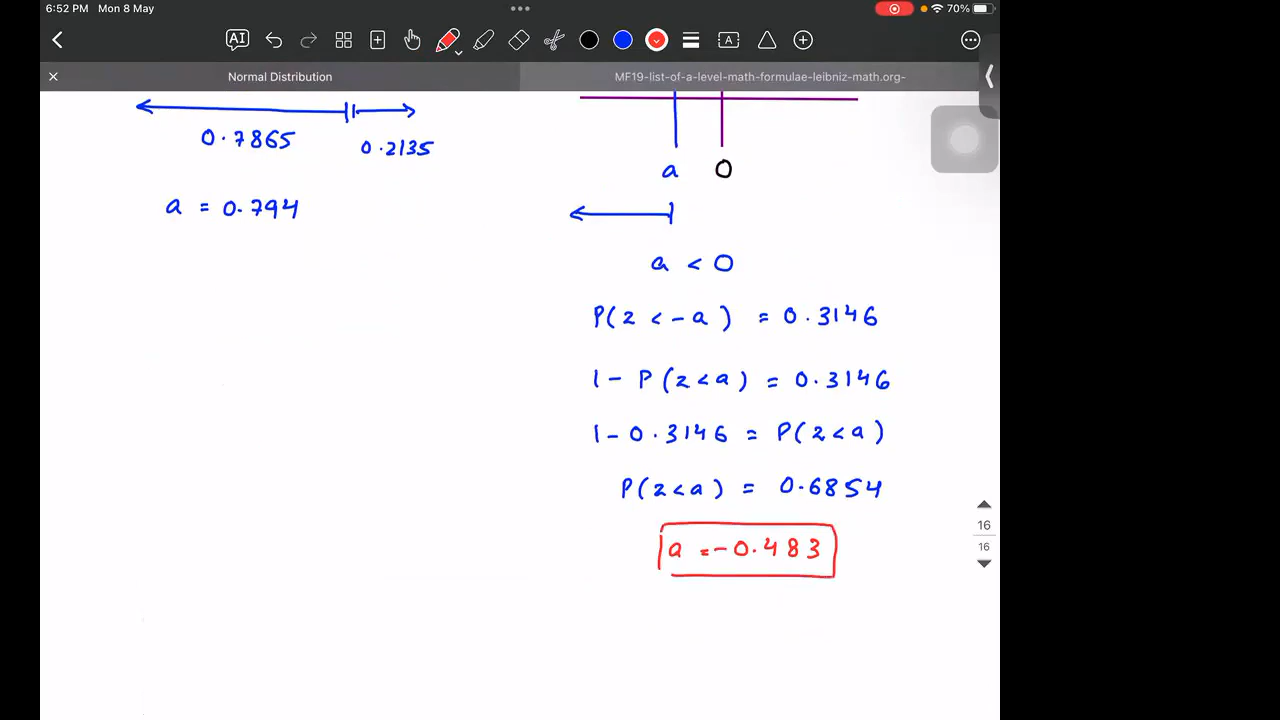 6:52 PM Mon 8 May
70%
AI
A
Normal Distribution
MF19-list-of-a-level-math-formulae-leibniz-math.org-
0.7865
0.2135
a = 0.794
a 0
a < 0
P(z < - a) = 0.3146
1 - P(z < a) = 0.3146
1 - 0.3146 = P(z < a)
P(z < a) = 0.6854
a = - 0.483
16
16